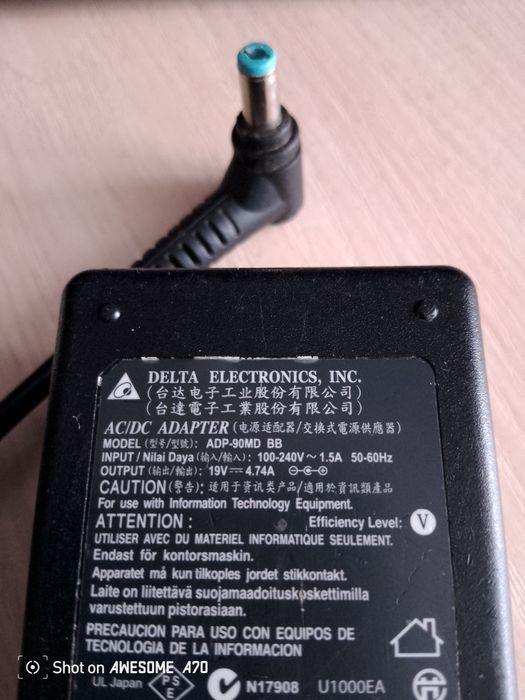 DELTA ELECTRONICS, INC.
台达电子工业股份有限公司
台達電子工業股份有限公司
AC/DC ADAPTER (电源适配器/交換式電源供應器)
MODEL (型号/型號): ADP-90MD BB
INPUT / Nilai Daya (输入/輸入): 100-240V ~ 1.5A 50-60Hz
OUTPUT (输出/輸出): 19V ⎓ 4.74A
CAUTION (警告): 适用于资讯类产品/適用於資訊類產品
For use with Information Technology Equipment.
ATTENTION : Efficiency Level: V
UTILISER AVEC DU MATERIEL INFORMATIQUE SEULEMENT.
Endast för kontorsmaskin.
Apparatet må kun tilkoples jordet stikkontakt.
Laite on liitettävä suojamaadoituskoskettimilla
varustettuun pistorasiaan.
PRECAUCION PARA USO CON EQUIPOS DE
TECNOLOGIA DE LA INFORMACION
UL Japan PSE N17908 U1000EA
Shot on AWESOME A70